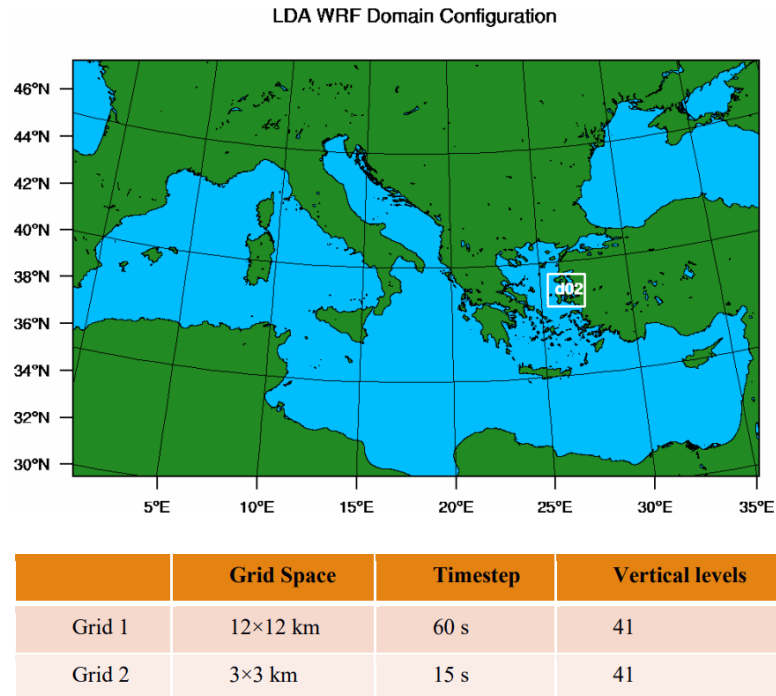 LDA WRF Domain Configuration
46°N
44°N
42°N
40°N
38°N
d02
36°N
34°N
32°N
30°N
5°E 10°E 15°E 20°E 25°E 30°E 35°E
Grid Space Timestep Vertical levels
Grid 1 12×12 km 60 s 41
Grid 2 3×3 km 15 s 41